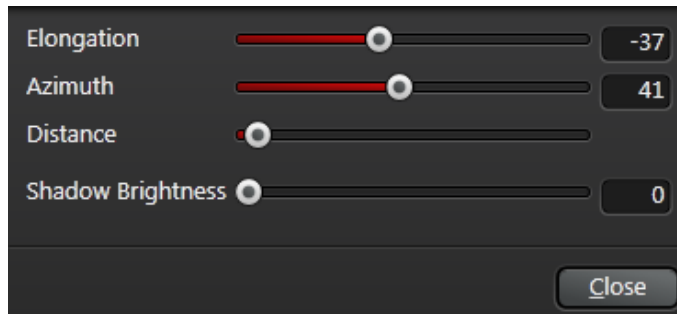 Elongation -37
Azimuth 41
Distance
Shadow Brightness 0
Close